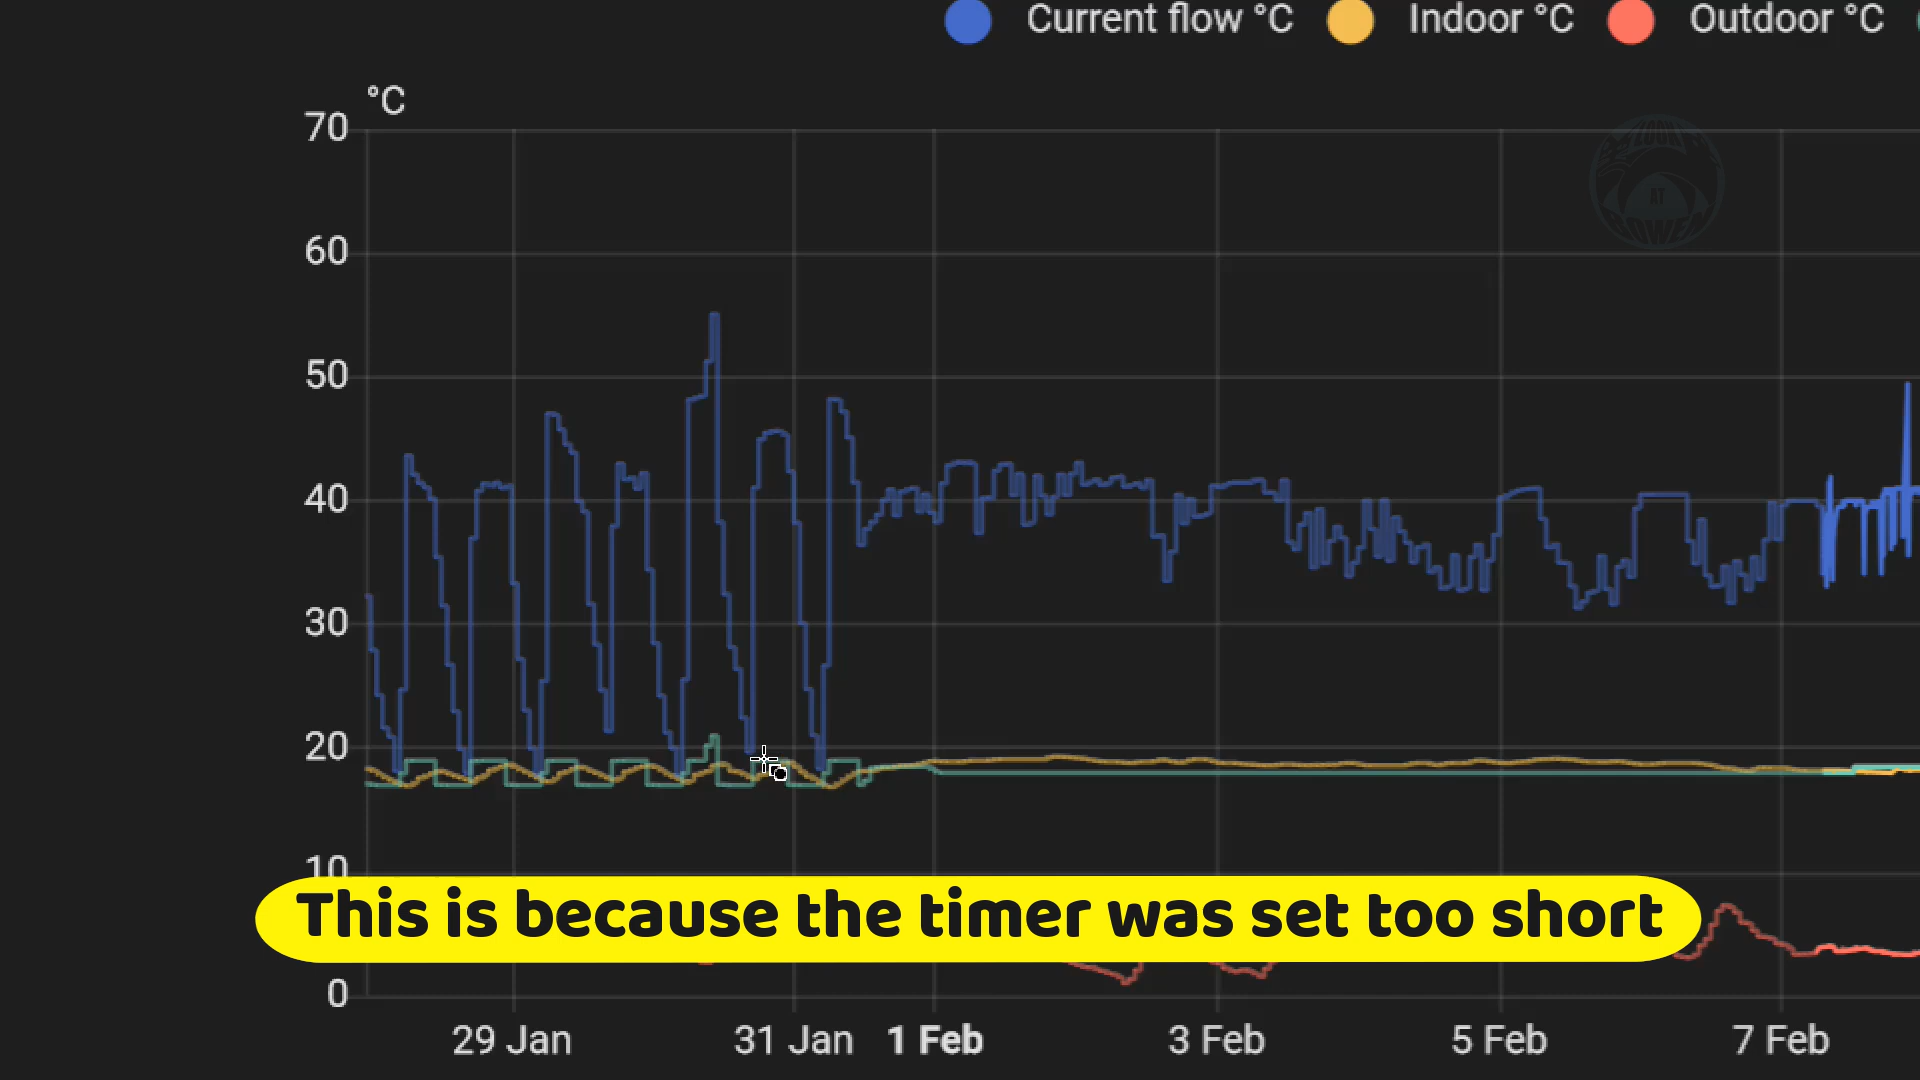 Current flow °C Indoor °C Outdoor °C
°C
70
60
50
40
30
20
10
This is because the timer was set too short
0
29 Jan 31 Jan 1 Feb 3 Feb 5 Feb 7 Feb
AT